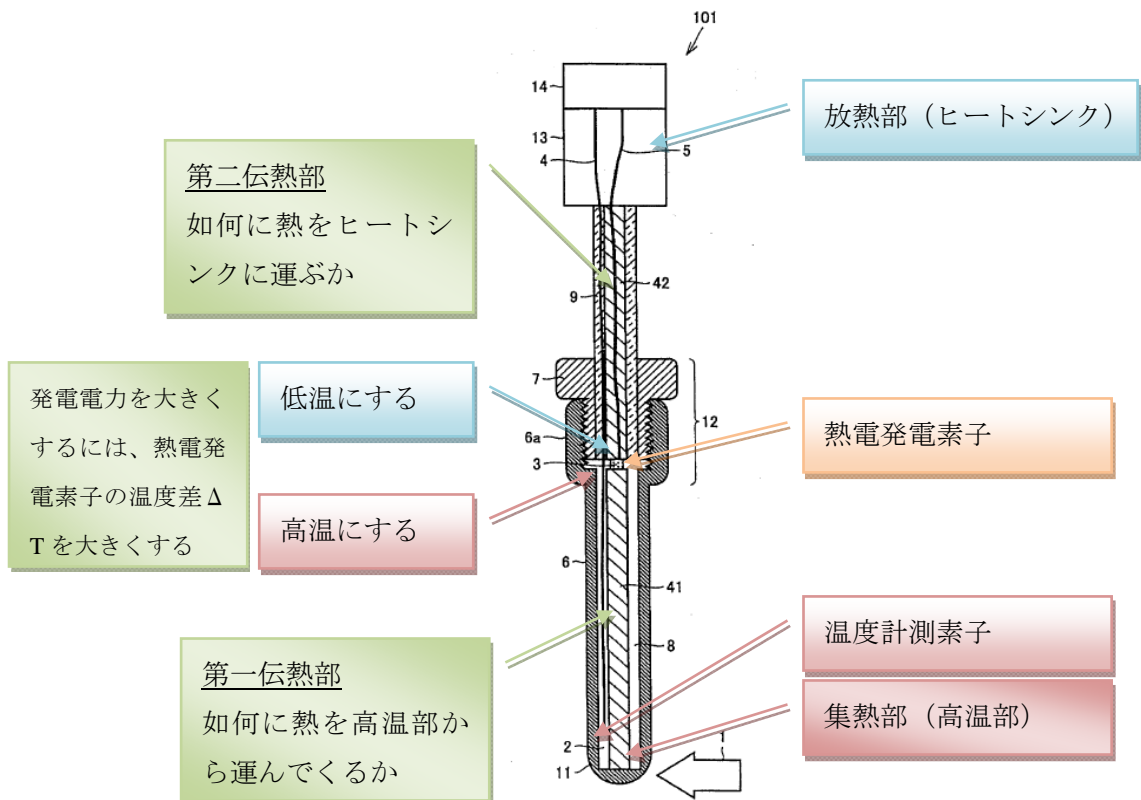 101
14
13
4
5
放熱部（ヒートシンク）
第二伝熱部
如何に熱をヒートシ
ンクに運ぶか
9
42
発電電力を大きく
するには、熱電発
電素子の温度差Δ
Tを大きくする
低温にする
高温にする
7
6a
3
12
熱電発電素子
6
41
8
温度計測素子
第一伝熱部
如何に熱を高温部か
ら運んでくるか
集熱部（高温部）
2
11
1